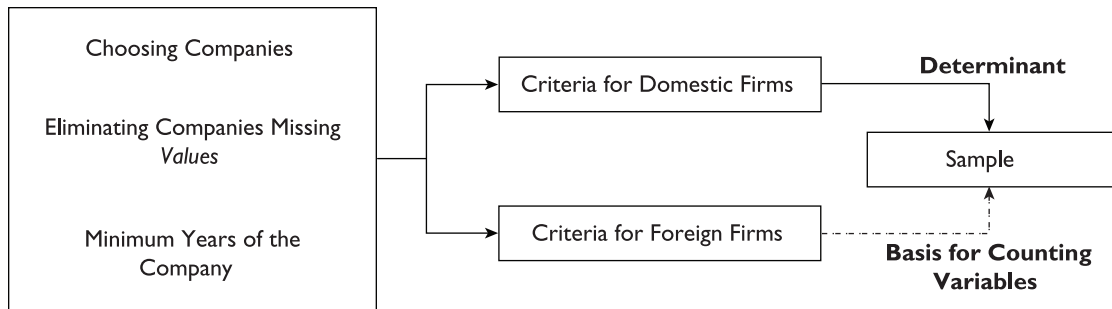 Choosing Companies
Eliminating Companies Missing
Values
Minimum Years of the
Company
Criteria for Domestic Firms
Criteria for Foreign Firms
Determinant
Sample
Basis for Counting
Variables